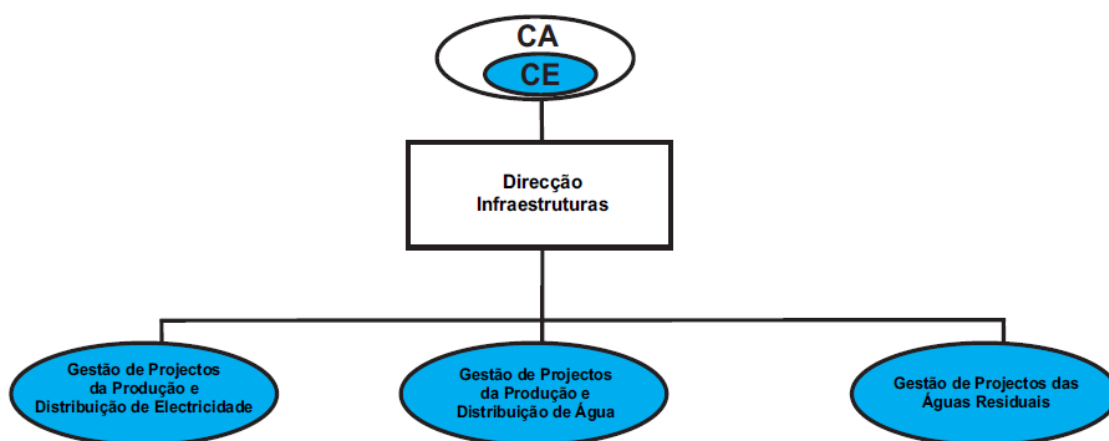 CA
CE
Direcção
Infraestruturas
Gestão de Projectos
da Produção e
Distribuição de Electricidade
Gestão de Projectos
da Produção e
Distribuição de Água
Gestão de Projectos das
Águas Residuais